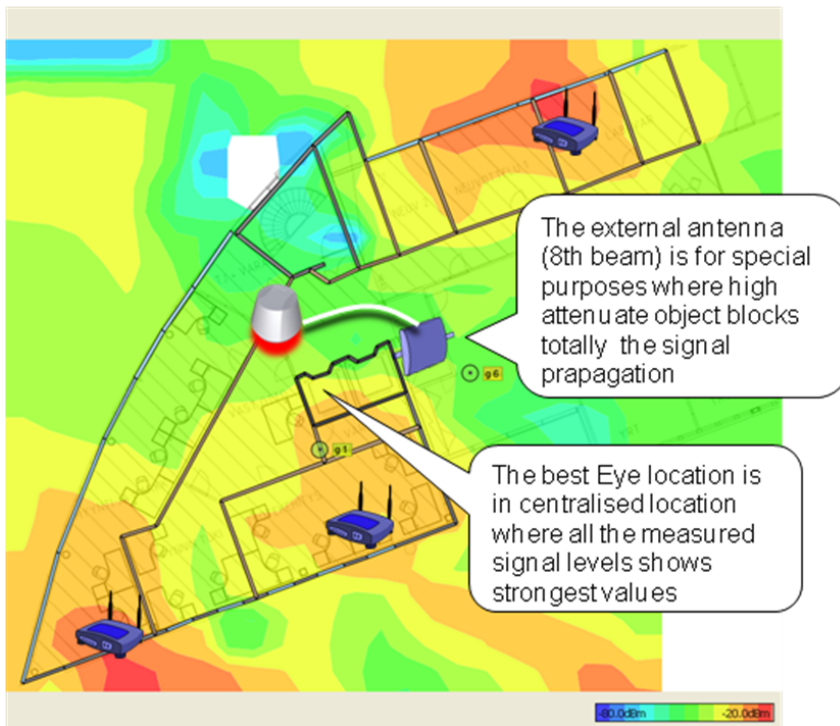 The external antenna
(8th beam) is for special
purposes where high
attenuate object blocks
totally the signal
prapagation
g6
g1
The best Eye location is
in centralised location
where all the measured
signal levels shows
strongest values
-80.0dBm
-20.0dBm